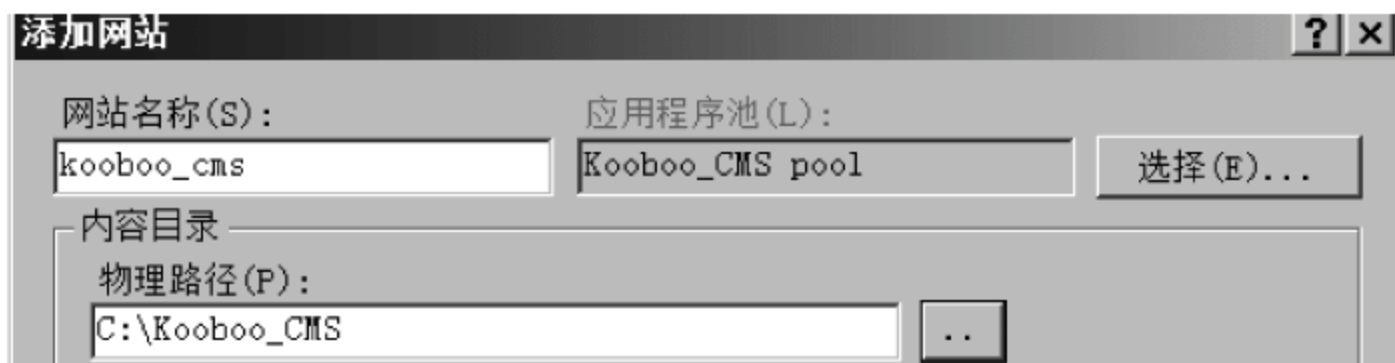 添加网站
网站名称(S): 应用程序池(L):
kooboo_cms Kooboo_CMS pool 选择(E)...
内容目录
物理路径(P):
C:\Kooboo_CMS ..